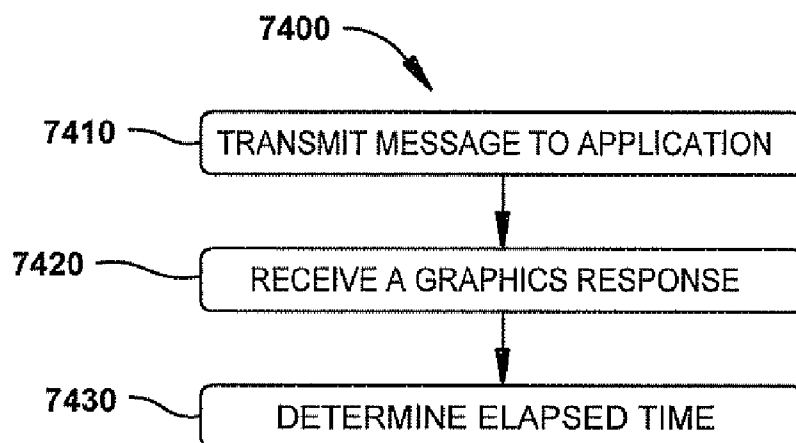 7400
7410 TRANSMIT MESSAGE TO APPLICATION
7420 RECEIVE A GRAPHICS RESPONSE
7430 DETERMINE ELAPSED TIME